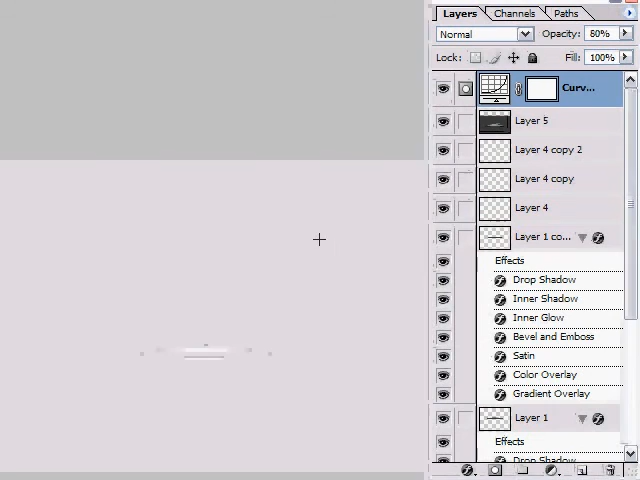 Layers Channels Paths
Normal Opacity: 80%
Lock: Fill: 100%
Curv...
Layer 5
Layer 4 copy 2
Layer 4 copy
Layer 4
Layer 1 co...
Effects
Drop Shadow
Inner Shadow
Inner Glow
Bevel and Emboss
Satin
Color Overlay
Gradient Overlay
Layer 1
Effects
Drop Shadow